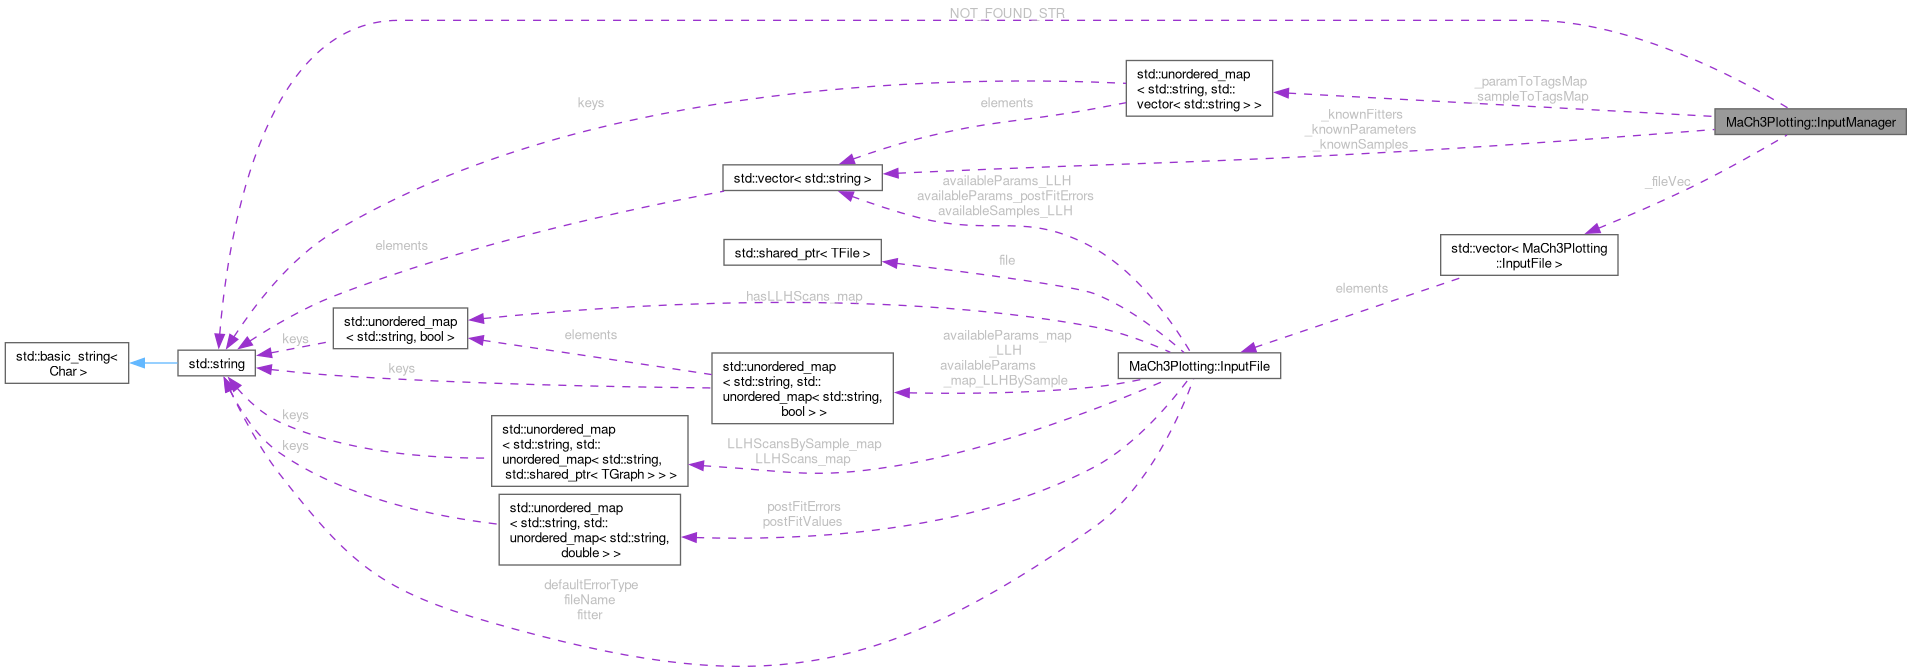 NOT_FOUND_STR
std::unordered_map
< std::string, std::
vector< std::string > >
_paramToTagsMap
sampleToTagsMap
keys
elements
_knownFitters
_knownParameters
_knownSamples
MaCh3Plotting::InputManager
std::vector< std::string >
availableParams_LLH
availableParams_postFitErrors
availableSamples_LLH
_fileVec
elements
std::shared_ptr< TFile >
file
std::vector< MaCh3Plotting
::InputFile >
elements
hasLLHScans_map
std::unordered_map
< std::string, bool >
keys
elements
availableParams_map
_LLH
availableParams
_map_LLHBySample
std::basic_string<
Char >
std::string
keys
std::unordered_map
< std::string, std::
unordered_map< std::string,
bool > >
MaCh3Plotting::InputFile
keys
std::unordered_map
< std::string, std::
unordered_map< std::string,
std::shared_ptr< TGraph > > >
LLHScansBySample_map
LLHScans_map
keys
std::unordered_map
< std::string, std::
unordered_map< std::string,
double > >
postFitErrors
postFitValues
defaultErrorType
fileName
fitter